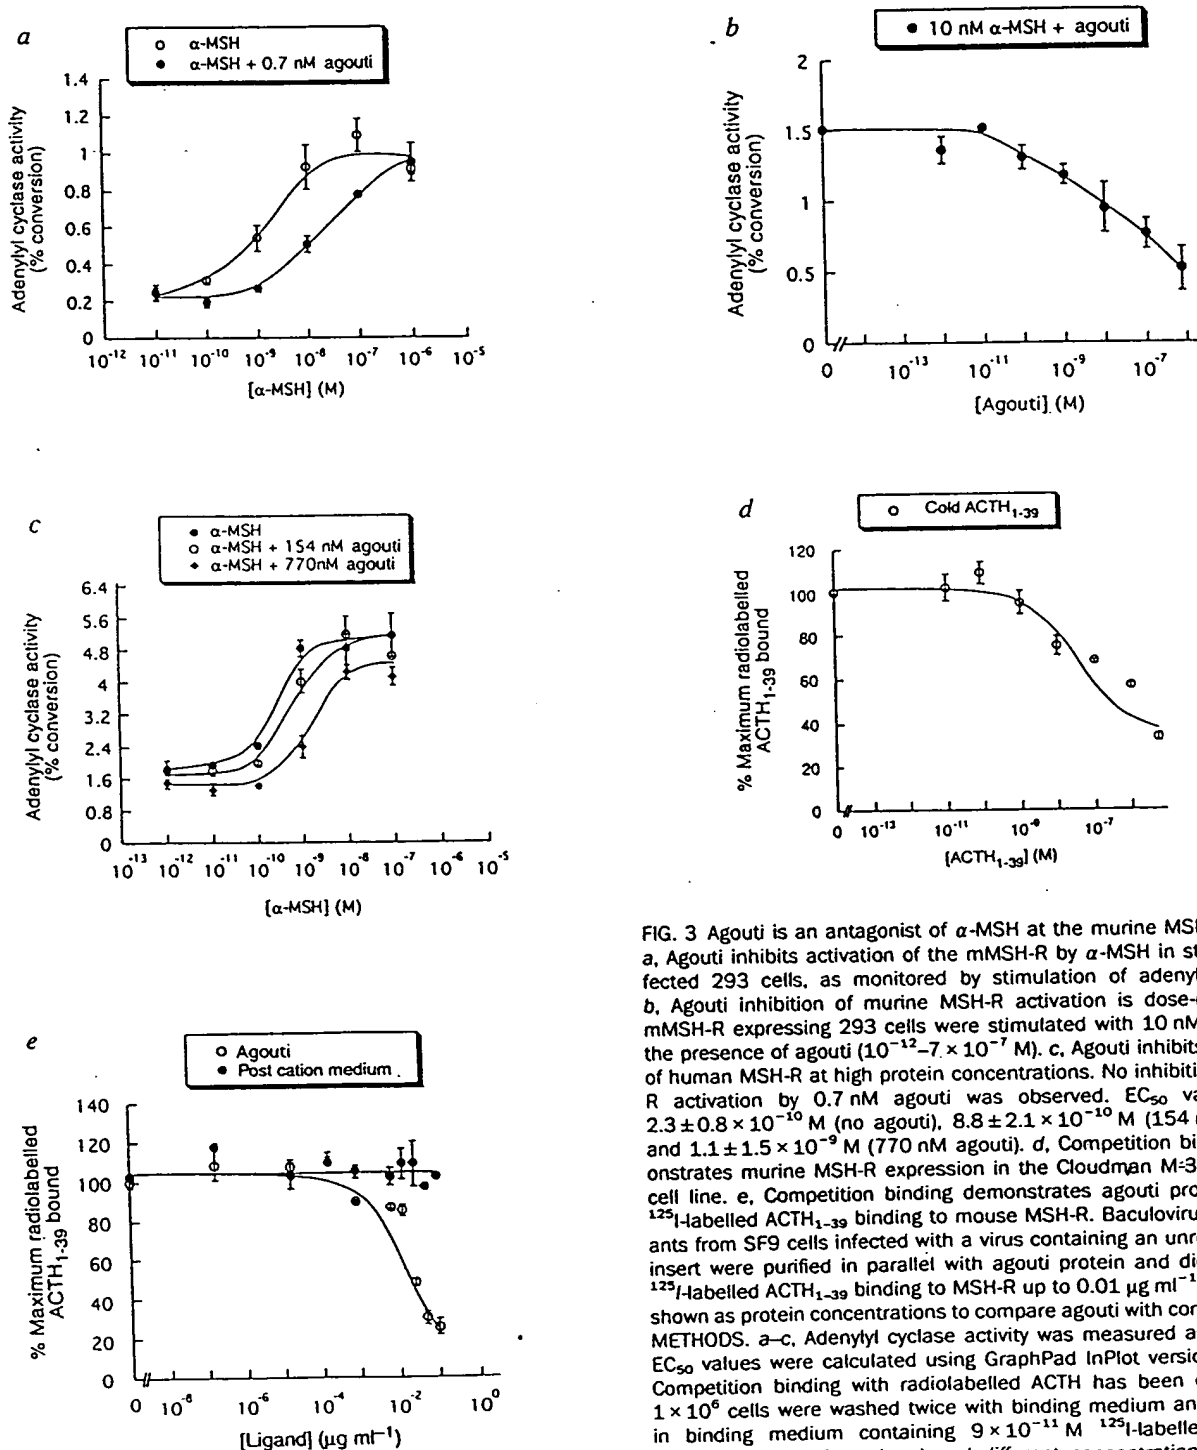 a
α-MSH
α-MSH + 0.7 nM agouti
1.4
1.2
1
0.8
0.6
0.4
0.2
0
Adenylyl cyclase activity
(% conversion)
10⁻¹² 10⁻¹¹ 10⁻¹⁰ 10⁻⁹ 10⁻⁸ 10⁻⁷ 10⁻⁶ 10⁻⁵
[α-MSH] (M)
b
10 nM α-MSH + agouti
2
1.5
1
0.5
0
Adenylyl cyclase activity
(% conversion)
0 10⁻¹³ 10⁻¹¹ 10⁻⁹ 10⁻⁷
[Agouti] (M)
c
α-MSH
α-MSH + 154 nM agouti
α-MSH + 770nM agouti
6.4
5.6
4.8
4
3.2
2.4
1.6
0.8
0
Adenylyl cyclase activity
(% conversion)
10⁻¹³ 10⁻¹² 10⁻¹¹ 10⁻¹⁰ 10⁻⁹ 10⁻⁸ 10⁻⁷ 10⁻⁶ 10⁻⁵
[α-MSH] (M)
d
Cold ACTH₁₋₃₉
120
100
80
60
40
20
0
% Maximum radiolabelled
ACTH₁₋₃₉ bound
0 10⁻¹³ 10⁻¹¹ 10⁻⁹ 10⁻⁷
[ACTH₁₋₃₉] (M)
e
Agouti
Post cation medium
140
120
100
80
60
40
20
0
% Maximum radiolabelled
ACTH₁₋₃₉ bound
0 10⁻⁸ 10⁻⁶ 10⁻⁴ 10⁻² 10⁰
[Ligand] (μg ml⁻¹)
FIG. 3 Agouti is an antagonist of α-MSH at the murine MSH
a, Agouti inhibits activation of the mMSH-R by α-MSH in st
fected 293 cells, as monitored by stimulation of adenyl
b, Agouti inhibition of murine MSH-R activation is dose-
mMSH-R expressing 293 cells were stimulated with 10 nM
the presence of agouti (10⁻¹²–7 × 10⁻⁷ M). c, Agouti inhibits
of human MSH-R at high protein concentrations. No inhibiti
R activation by 0.7 nM agouti was observed. EC₅₀ va
2.3 ± 0.8 × 10⁻¹⁰ M (no agouti), 8.8 ± 2.1 × 10⁻¹⁰ M (154
and 1.1 ± 1.5 × 10⁻⁹ M (770 nM agouti). d, Competition bi
onstrates murine MSH-R expression in the Cloudman M-3
cell line. e, Competition binding demonstrates agouti pro
¹²⁵I-labelled ACTH₁₋₃₉ binding to mouse MSH-R. Baculoviru
ants from SF9 cells infected with a virus containing an unre
insert were purified in parallel with agouti protein and di
¹²⁵I-labelled ACTH₁₋₃₉ binding to MSH-R up to 0.01 μg ml⁻¹
shown as protein concentrations to compare agouti with con
METHODS. a–c, Adenylyl cyclase activity was measured a
EC₅₀ values were calculated using GraphPad InPlot versio
Competition binding with radiolabelled ACTH has been
1 × 10⁶ cells were washed twice with binding medium an
in binding medium containing 9 × 10⁻¹¹ M ¹²⁵I-labelle